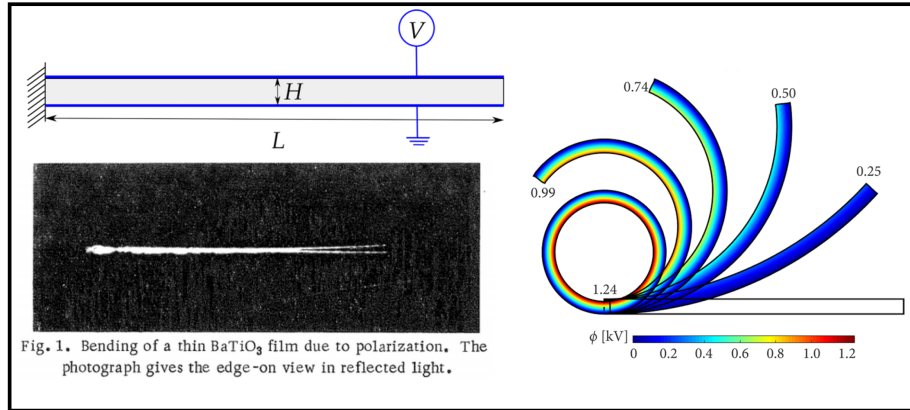 V
H
L
Fig. 1. Bending of a thin BaTiO₃ film due to polarization. The
photograph gives the edge-on view in reflected light.
0.74
0.50
0.25
0.99
1.24
ϕ [kV]
0 0.2 0.4 0.6 0.8 1.0 1.2